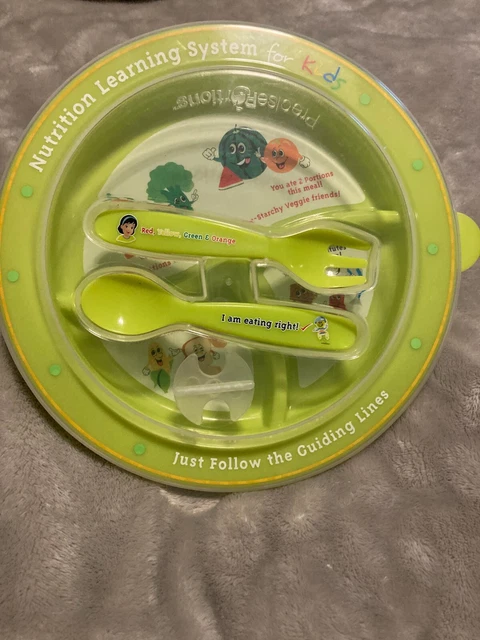 Nutrition Learning System for Kids
PrecisePortions
You ate 2 Portions
this meal!
Starchy Veggie friends!
Red, Yellow, Green & Orange
I am eating right!
Just Follow the Guiding Lines